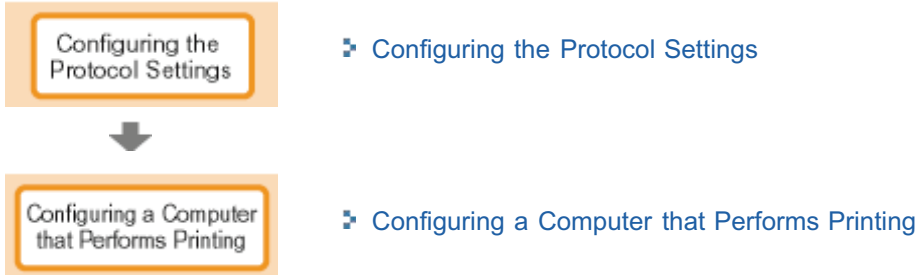 Configuring the
Protocol Settings
Configuring the Protocol Settings
Configuring a Computer
that Performs Printing
Configuring a Computer that Performs Printing